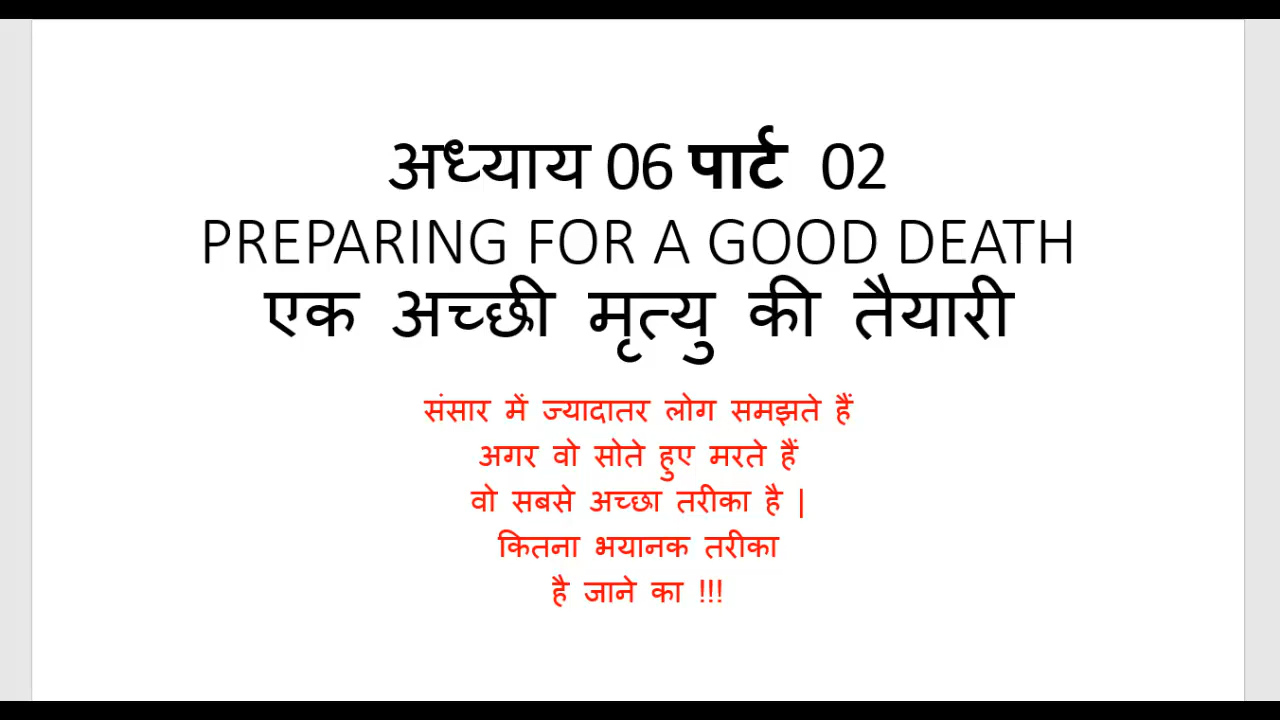 अध्याय 06 पार्ट 02
PREPARING FOR A GOOD DEATH
एक अच्छी मृत्यु की तैयारी
संसार में ज्यादातर लोग समझते हैं
अगर वो सोते हुए मरते हैं
वो सबसे अच्छा तरीका है |
कितना भयानक तरीका
है जाने का !!!